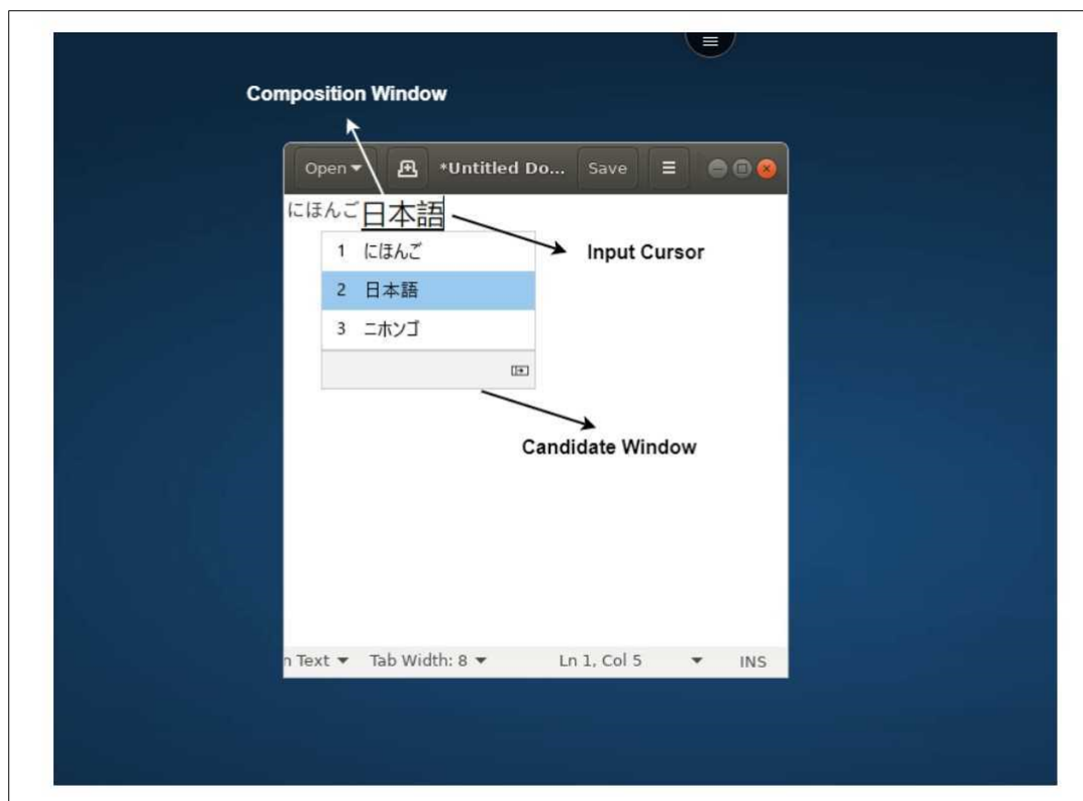 Composition Window
Open *Untitled Do... Save
にほんご日本語
Input Cursor
1 にほんご
2 日本語
3 ニホンゴ
Candidate Window
n Text Tab Width: 8 Ln 1, Col 5 INS